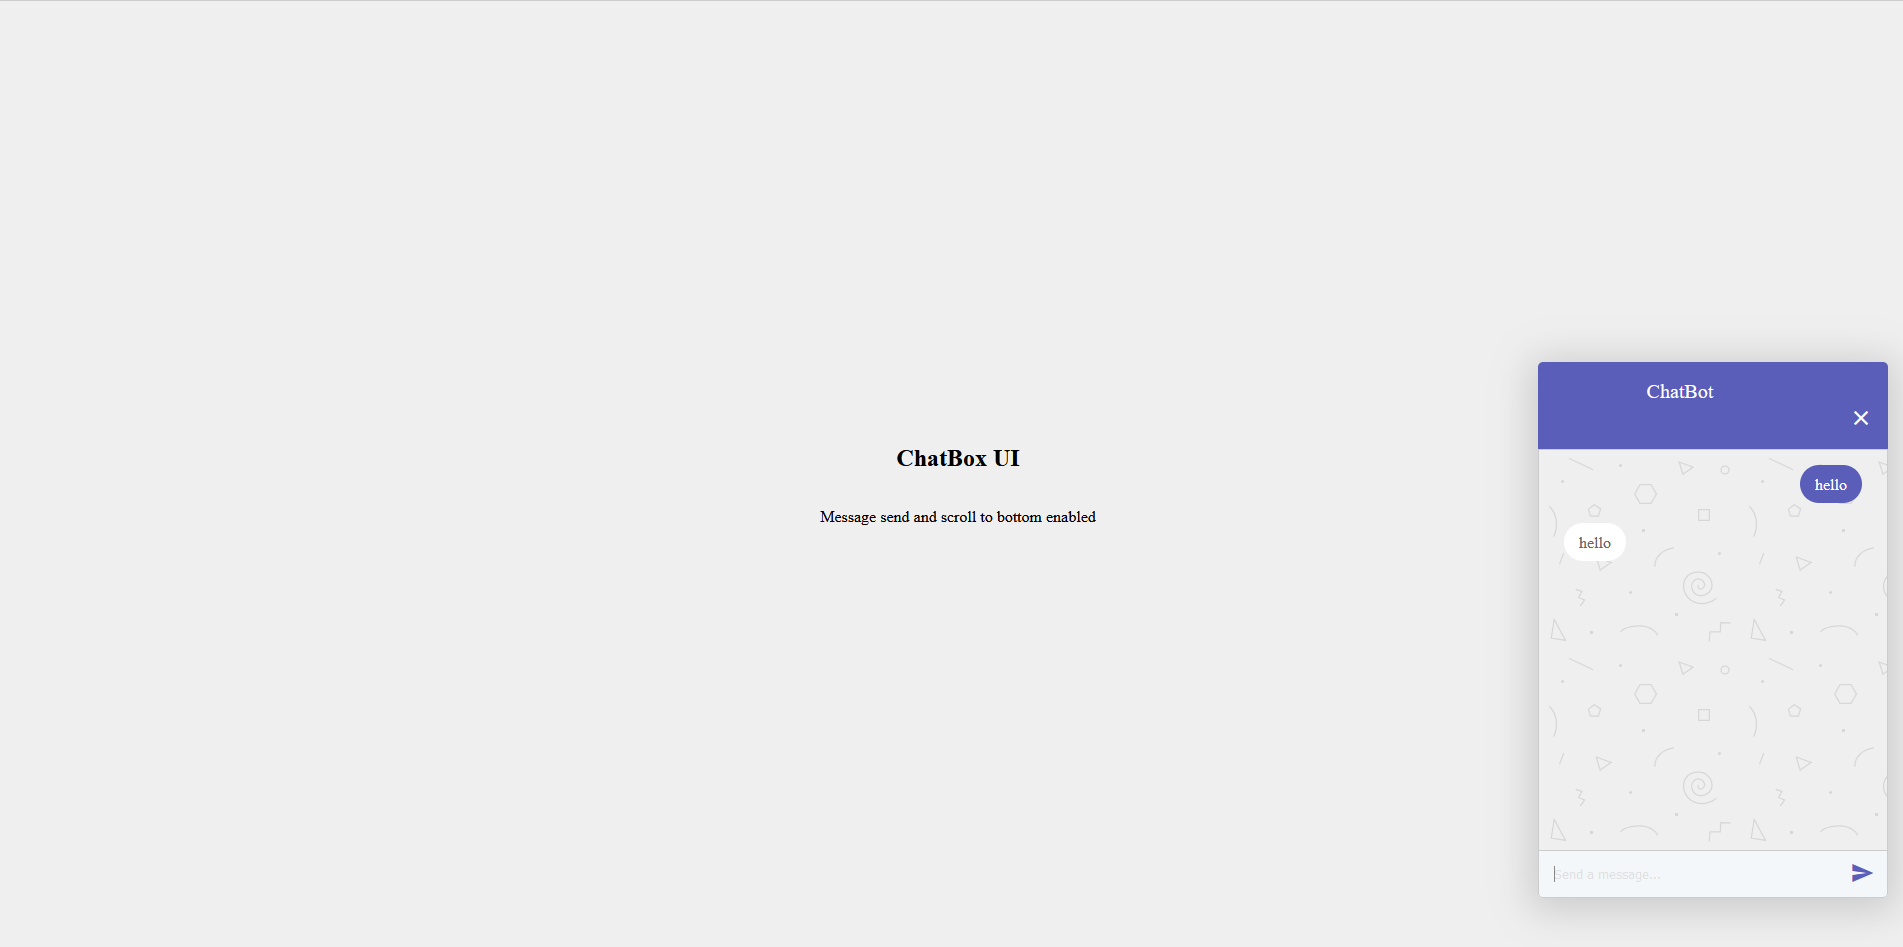 ChatBox UI
Message send and scroll to bottom enabled
ChatBot
hello
hello
Send a message...